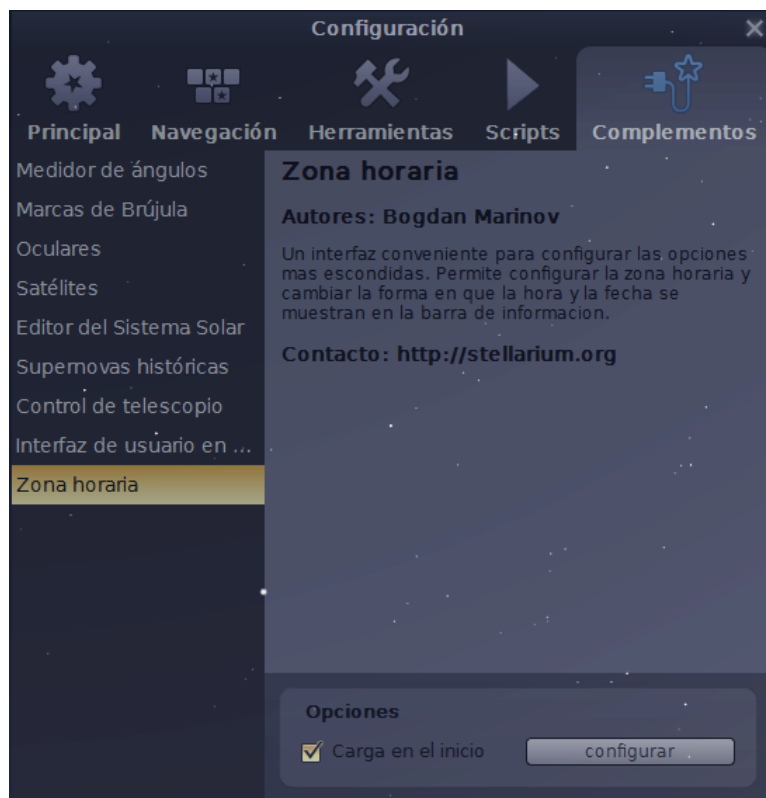 Configuración
Principal
Navegación
Herramientas
Scripts
Complementos
Medidor de ángulos
Marcas de Brújula
Oculares
Satélites
Editor del Sistema Solar
Supernovas históricas
Control de telescopio
Interfaz de usuario en ...
Zona horaria
Zona horaria
Autores: Bogdan Marinov
Un interfaz conveniente para configurar las opciones
mas escondidas. Permite configurar la zona horaria y
cambiar la forma en que la hora y la fecha se
muestran en la barra de informacion.
Contacto: http://stellarium.org
Opciones
Carga en el inicio
configurar